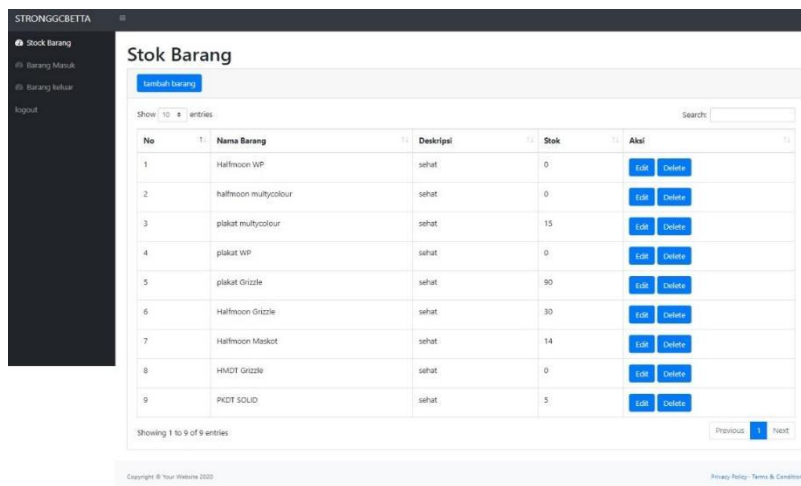 STRONGGCBETTA
Stock Barang
Barang Masuk
Barang keluar
logout
Stok Barang
tambah barang
Show 10 entries
Search:
No Nama Barang Deskripsi Stok Aksi
1 Halfmoon WP sehat 0 Edit Delete
2 halfmoon multycolour sehat 0 Edit Delete
3 plakat multycolour sehat 15 Edit Delete
4 plakat WP sehat 0 Edit Delete
5 plakat Grizzle sehat 90 Edit Delete
6 Halfmoon Grizzle sehat 30 Edit Delete
7 Halfmoon Maskot sehat 14 Edit Delete
8 HMDT Grizzle sehat 0 Edit Delete
9 PKDT SOLID sehat 5 Edit Delete
Showing 1 to 9 of 9 entries
Previous 1 Next
Copyright © Your Website 2020 Privacy Policy · Terms & Condition